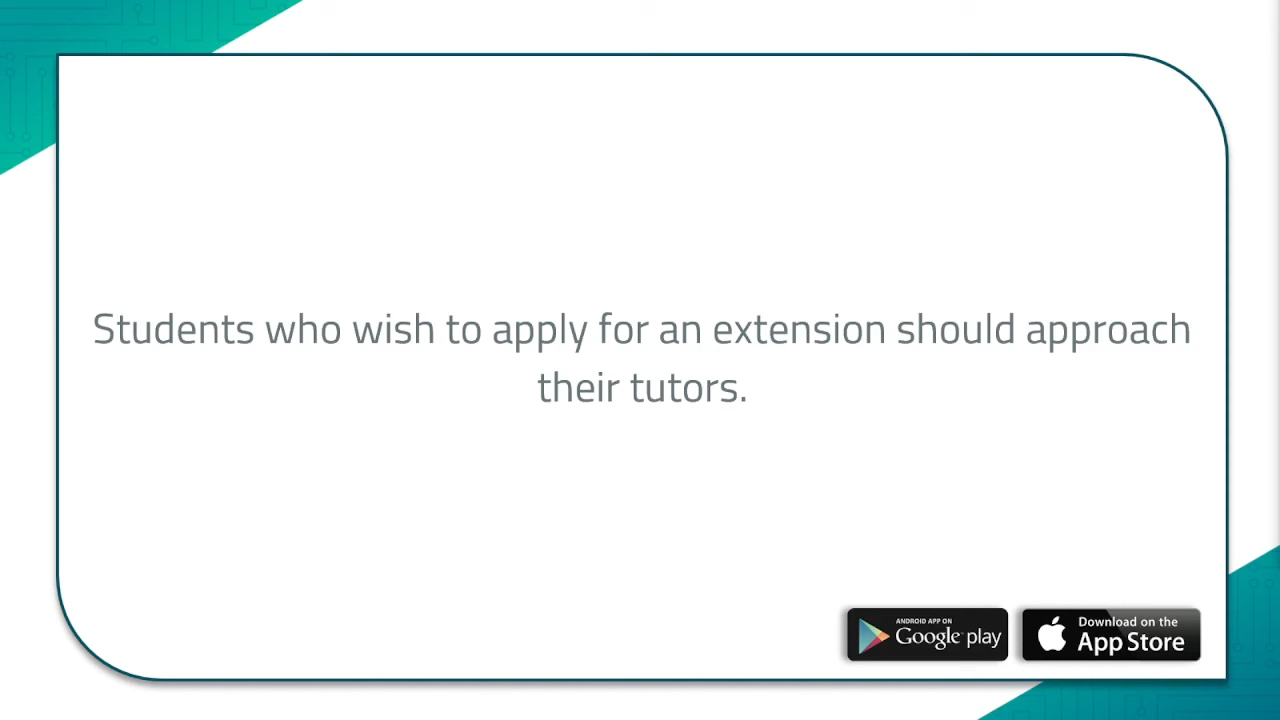 Students who wish to apply for an extension should approach
their tutors.
ANDROID APP ON
Google play
Download on the
App Store